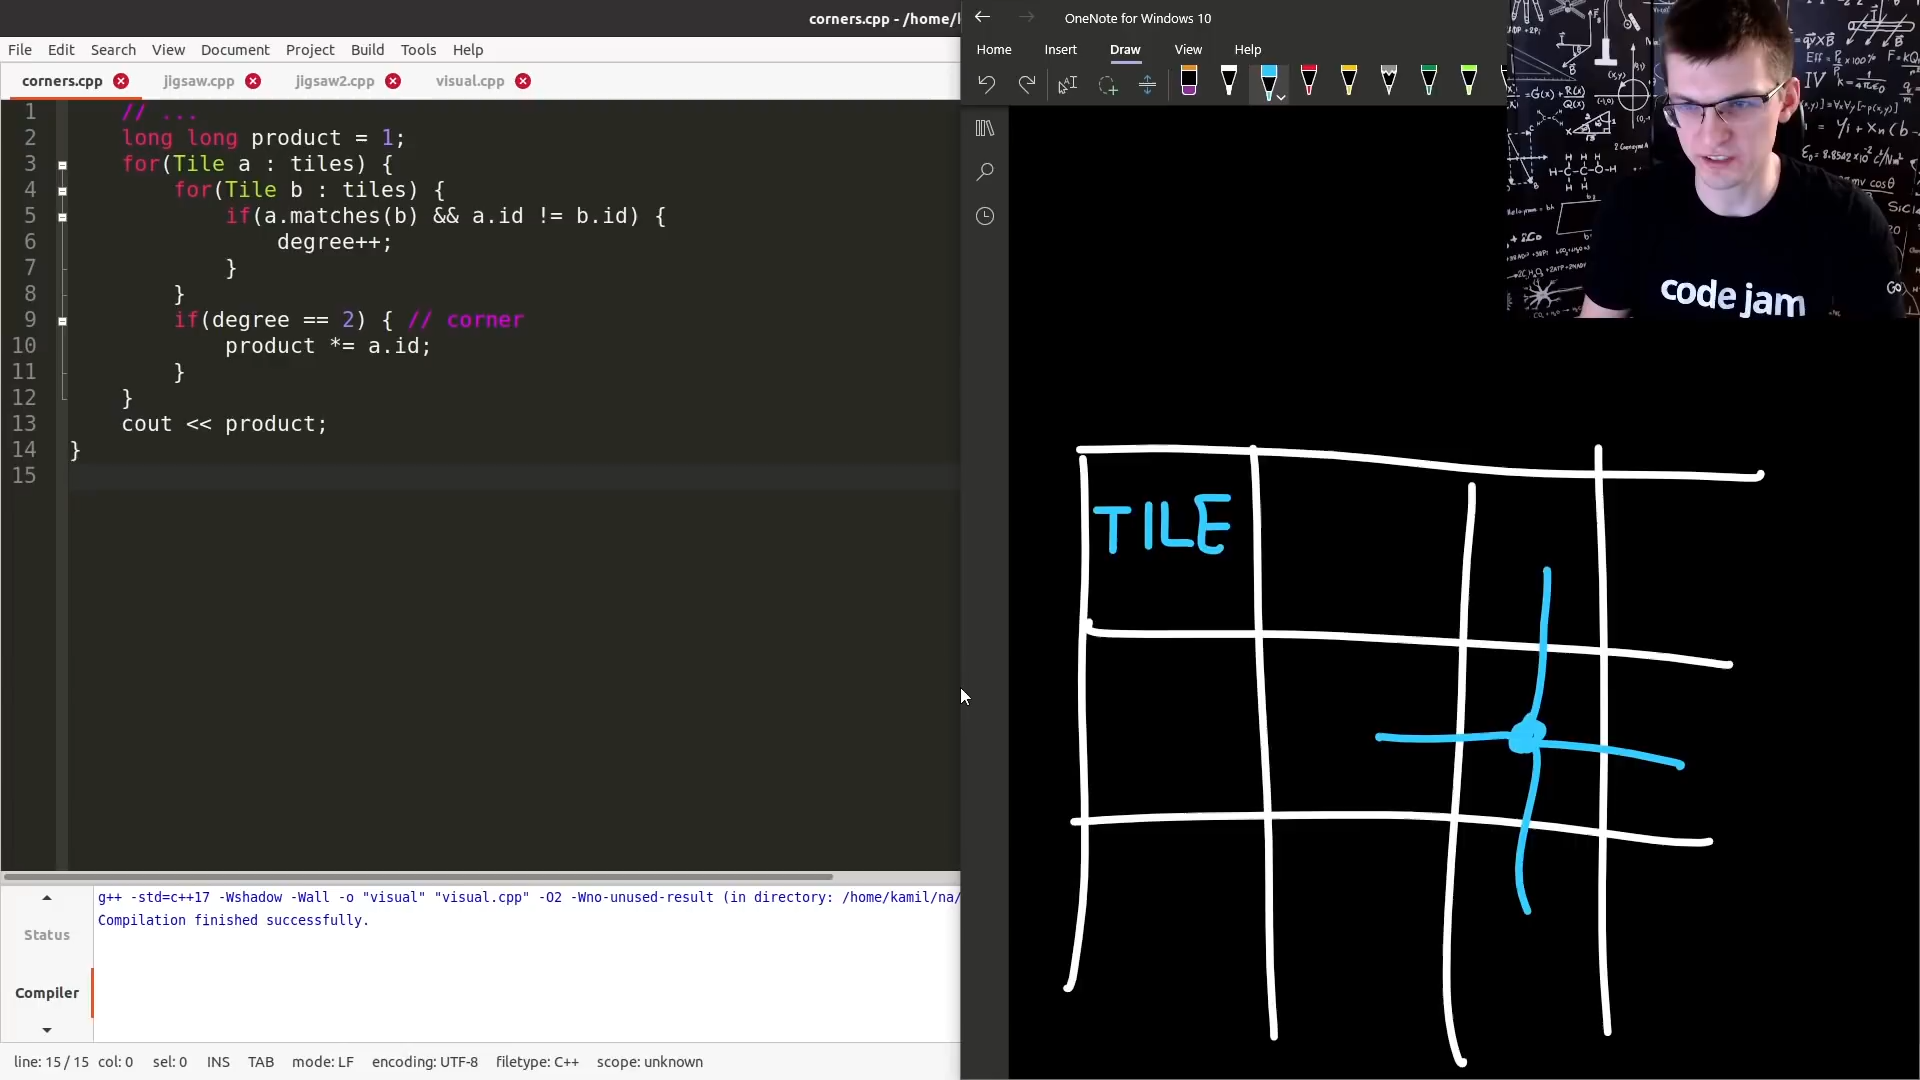 corners.cpp - /home/
File Edit Search View Document Project Build Tools Help
corners.cpp jigsaw.cpp jigsaw2.cpp visual.cpp
1 // ...
2 long long product = 1;
3 for(Tile a : tiles) {
4 for(Tile b : tiles) {
5 if(a.matches(b) && a.id != b.id) {
6 degree++;
7 }
8 }
9 if(degree == 2) { // corner
10 product *= a.id;
11 }
12 }
13 cout << product;
14 }
15
Status
Compiler
g++ -std=c++17 -Wshadow -Wall -o "visual" "visual.cpp" -O2 -Wno-unused-result (in directory: /home/kamil/na/
Compilation finished successfully.
line: 15 / 15 col: 0 sel: 0 INS TAB mode: LF encoding: UTF-8 filetype: C++ scope: unknown
OneNote for Windows 10
Home Insert Draw View Help
TILE
code jam